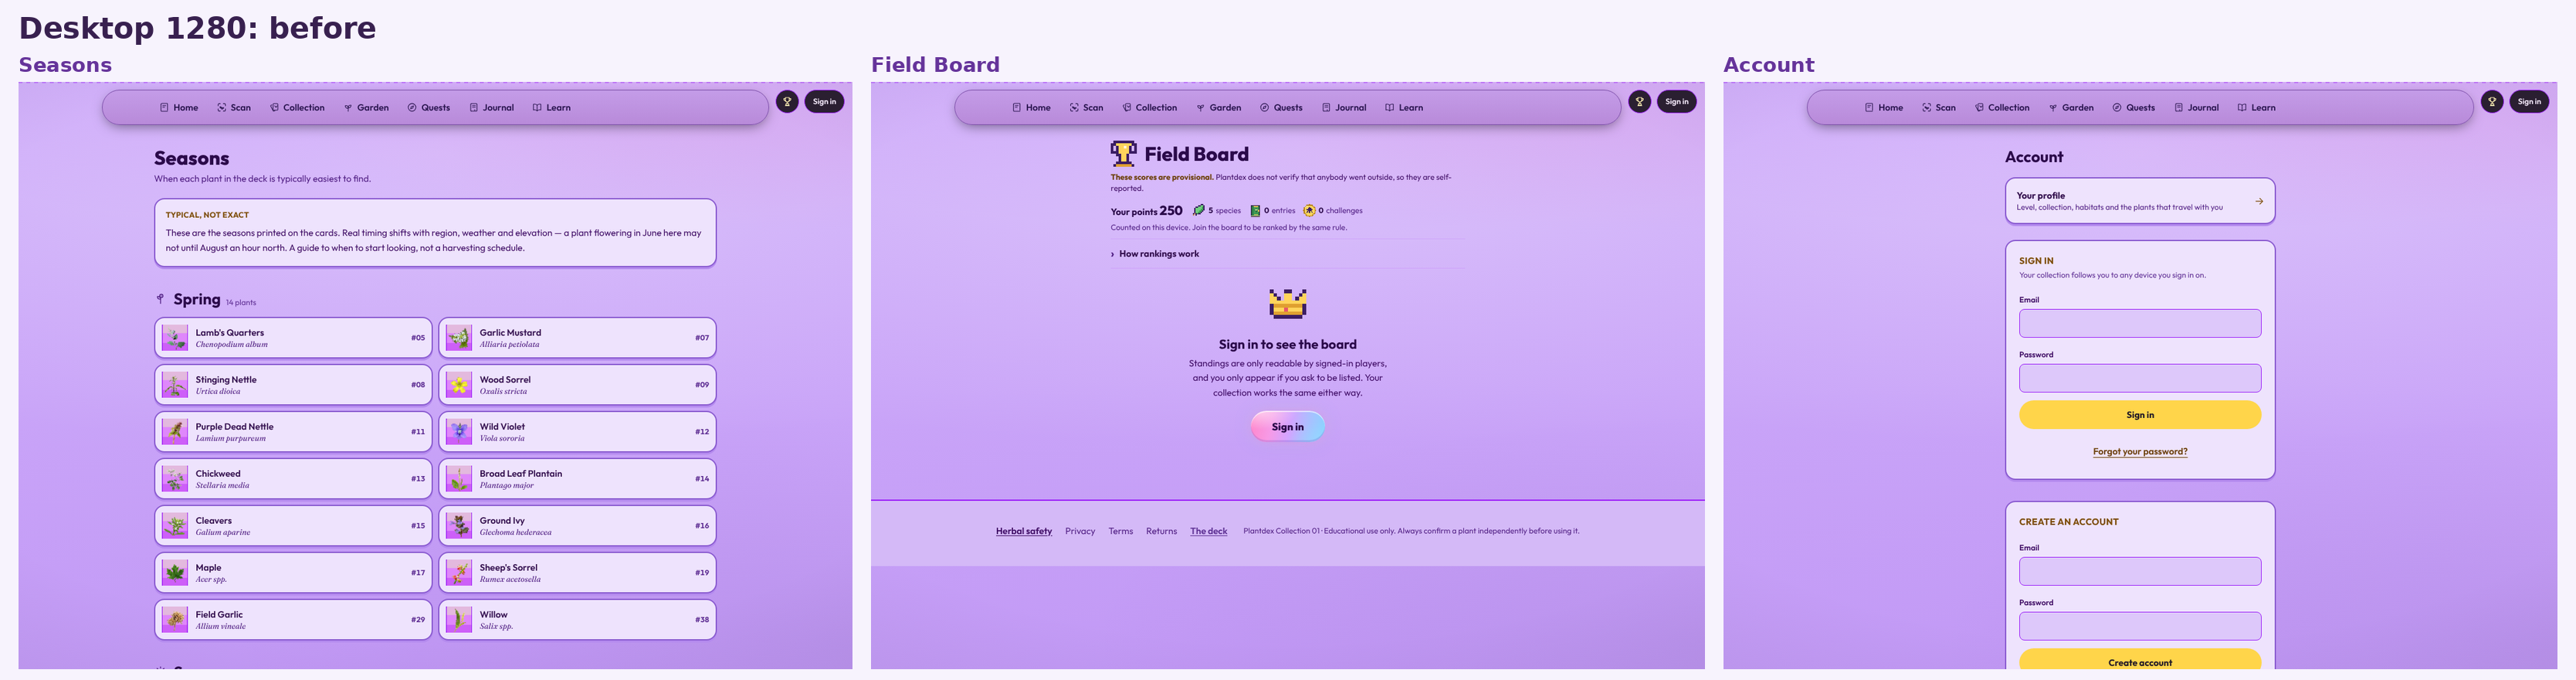 Desktop 1280: before
Seasons
Home Scan Collection Garden Quests Journal Learn
Sign in
Seasons
When each plant in the deck is typically easiest to find.
TYPICAL, NOT EXACT
These are the seasons printed on the cards. Real timing shifts with region, weather and elevation — a plant flowering in June here may
not until August an hour north. A guide to when to start looking, not a harvesting schedule.
Spring 14 plants
Lamb's Quarters
Chenopodium album
#05
Garlic Mustard
Alliaria petiolata
#07
Stinging Nettle
Urtica dioica
#08
Wood Sorrel
Oxalis stricta
#09
Purple Dead Nettle
Lamium purpureum
#11
Wild Violet
Viola sororia
#12
Chickweed
Stellaria media
#13
Broad Leaf Plantain
Plantago major
#14
Cleavers
Galium aparine
#15
Ground Ivy
Glechoma hederacea
#16
Maple
Acer spp.
#17
Sheep's Sorrel
Rumex acetosella
#19
Field Garlic
Allium vineale
#29
Willow
Salix spp.
#38
Field Board
Home Scan Collection Garden Quests Journal Learn
Sign in
Field Board
These scores are provisional. Plantdex does not verify that anybody went outside, so they are self-
reported.
Your points 250 5 species 0 entries 0 challenges
Counted on this device. Join the board to be ranked by the same rule.
› How rankings work
Sign in to see the board
Standings are only readable by signed-in players,
and you only appear if you ask to be listed. Your
collection works the same either way.
Sign in
Herbal safety Privacy Terms Returns The deck Plantdex Collection 01 · Educational use only. Always confirm a plant independently before using it.
Account
Home Scan Collection Garden Quests Journal Learn
Sign in
Account
Your profile
Level, collection, habitats and the plants that travel with you
→
SIGN IN
Your collection follows you to any device you sign in on.
Email
Password
Sign in
Forgot your password?
CREATE AN ACCOUNT
Email
Password
Create account